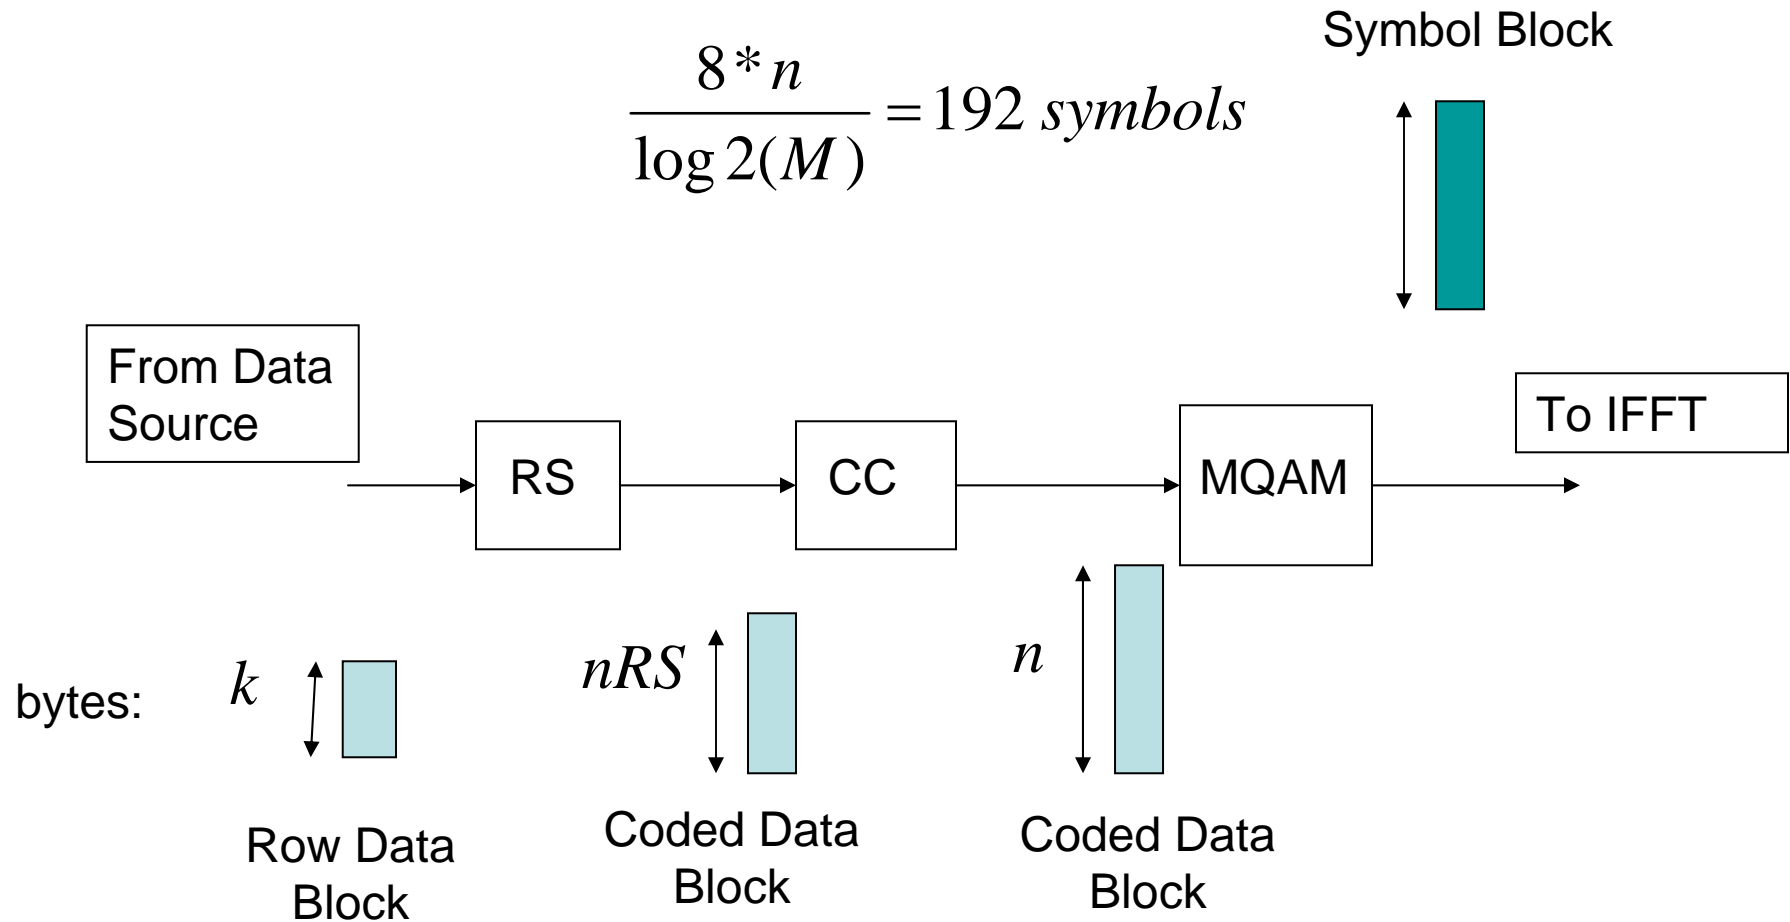 Symbol Block
8 * n
log 2(M) = 192 symbols
From Data
Source
RS
CC
MQAM
To IFFT
bytes:
k
nRS
n
Row Data
Block
Coded Data
Block
Coded Data
Block